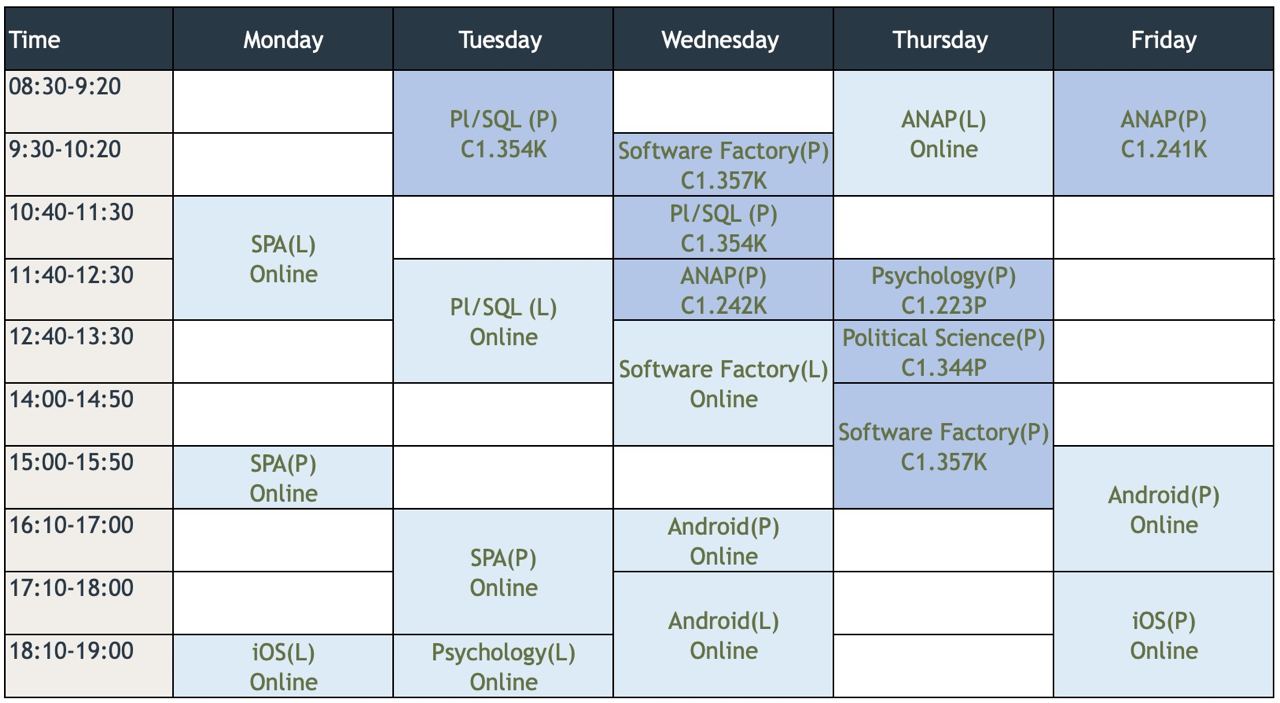 Time Monday Tuesday Wednesday Thursday Friday
08:30-9:20
Pl/SQL (P) ANAP(L) ANAP(P)
C1.354K Online C1.241K
9:30-10:20 Software Factory(P)
C1.357K
10:40-11:30 Pl/SQL (P)
SPA(L) C1.354K
Online
11:40-12:30 ANAP(P) Psychology(P)
Pl/SQL (L) C1.242K C1.223P
Online
12:40-13:30 Political Science(P)
Software Factory(L) C1.344P
Online
14:00-14:50
Software Factory(P)
C1.357K
15:00-15:50 SPA(P)
Online Android(P)
Online
16:10-17:00 Android(P)
SPA(P) Online
Online
17:10-18:00
Android(L) iOS(P)
Online Online
18:10-19:00 iOS(L) Psychology(L)
Online Online